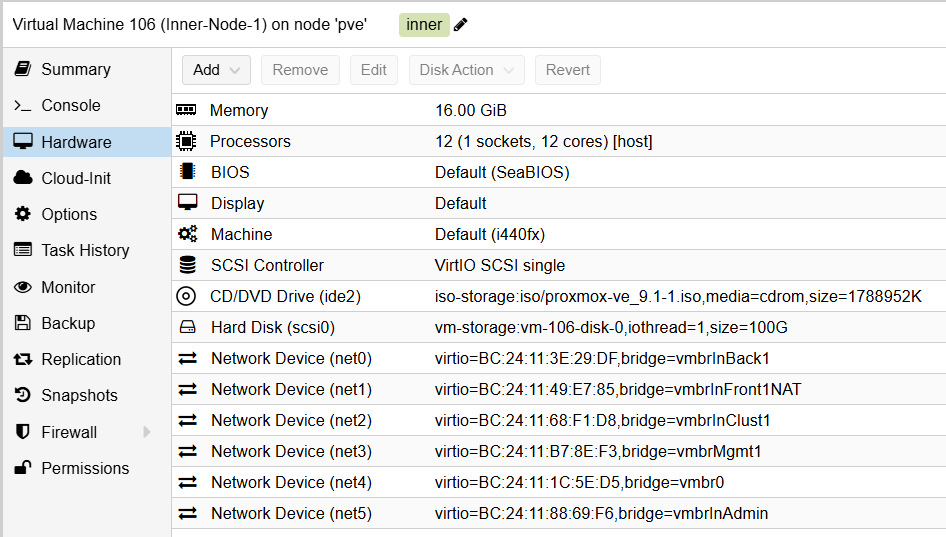 Virtual Machine 106 (Inner-Node-1) on node 'pve' inner
Summary
Console
Hardware
Cloud-Init
Options
Task History
Monitor
Backup
Replication
Snapshots
Firewall
Permissions
Add Remove Edit Disk Action Revert
Memory 16.00 GiB
Processors 12 (1 sockets, 12 cores) [host]
BIOS Default (SeaBIOS)
Display Default
Machine Default (i440fx)
SCSI Controller VirtIO SCSI single
CD/DVD Drive (ide2) iso-storage:iso/proxmox-ve_9.1-1.iso,media=cdrom,size=1788952K
Hard Disk (scsi0) vm-storage:vm-106-disk-0,iothread=1,size=100G
Network Device (net0) virtio=BC:24:11:3E:29:DF,bridge=vmbrInBack1
Network Device (net1) virtio=BC:24:11:49:E7:85,bridge=vmbrInFront1NAT
Network Device (net2) virtio=BC:24:11:68:F1:D8,bridge=vmbrInClust1
Network Device (net3) virtio=BC:24:11:B7:8E:F3,bridge=vmbrMgmt1
Network Device (net4) virtio=BC:24:11:1C:5E:D5,bridge=vmbr0
Network Device (net5) virtio=BC:24:11:88:69:F6,bridge=vmbrInAdmin